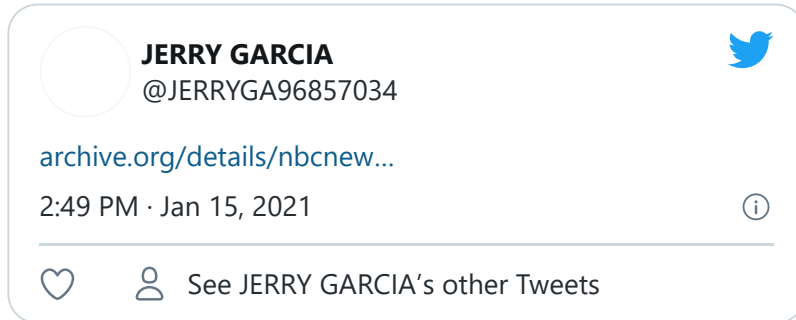 JERRY GARCIA
@JERRYGA96857034
archive.org/details/nbcnew…
2:49 PM · Jan 15, 2021
See JERRY GARCIA’s other Tweets